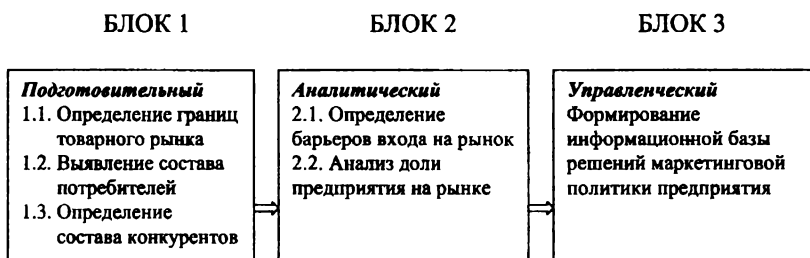 БЛОК 1
БЛОК 2
БЛОК 3
Подготовительный
1.1. Определение границ
товарного рынка
1.2. Выявление состава
потребителей
1.3. Определение
состава конкурентов
Аналитический
2.1. Определение
барьеров входа на рынок
2.2. Анализ доли
предприятия на рынке
Управленческий
Формирование
информационной базы
решений маркетинговой
политики предприятия